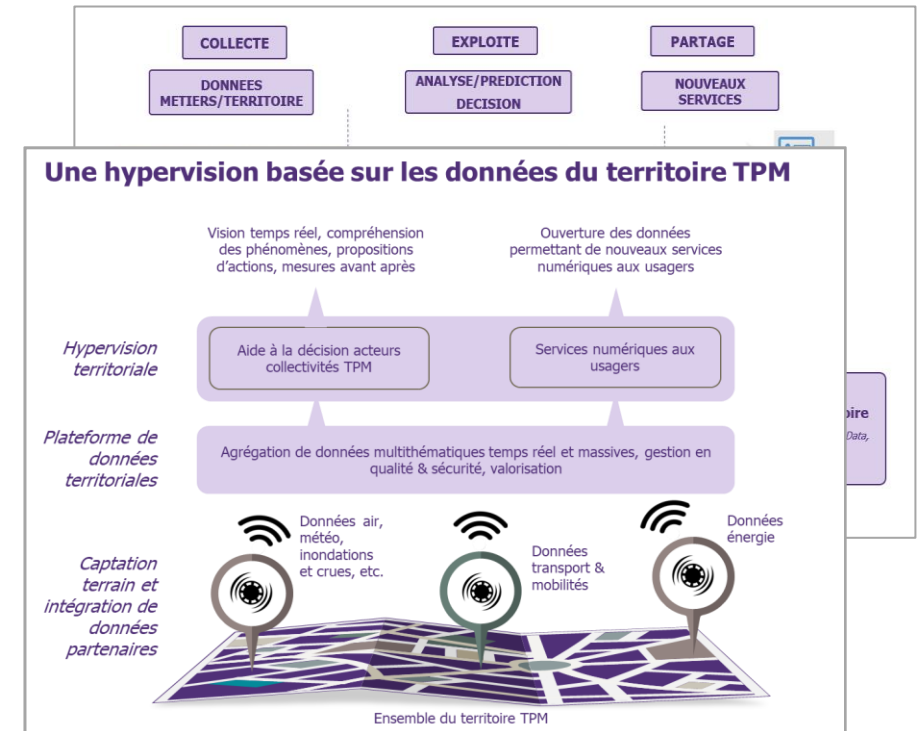 COLLECTE
EXPLOITE
PARTAGE
DONNEES
METIERS/TERRITOIRE
ANALYSE/PREDICTION
DECISION
NOUVEAUX
SERVICES
Une hypervision basée sur les données du territoire TPM
Vision temps réel, compréhension
des phénomènes, propositions
d'actions, mesures avant après
Ouverture des données
permettant de nouveaux services
numériques aux usagers
Hypervision
territoriale
Aide à la décision acteurs
collectivités TPM
Services numériques aux
usagers
Plateforme de
données
territoriales
Agrégation de données multithématiques temps réel et massives, gestion en
qualité & sécurité, valorisation
oire
Data,
Captation
terrain et
intégration de
données
partenaires
Données air,
météo,
inondations
et crues, etc.
Données
transport &
mobilités
Données
énergie
Ensemble du territoire TPM